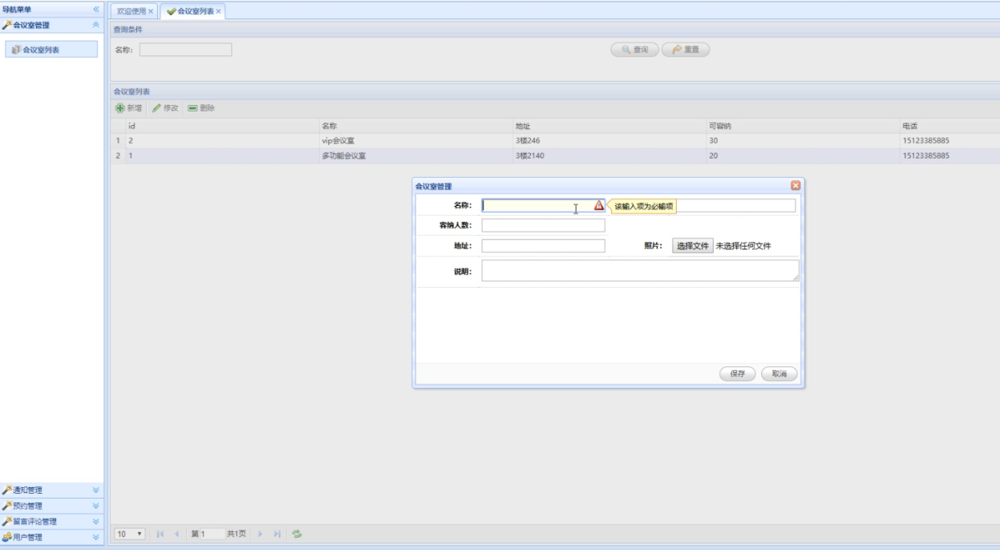 导航菜单
欢迎使用
会议室列表
会议室管理
会议室列表
查询条件
名称:
查询
重置
会议室列表
新增 修改 删除
id 名称 地址 可容纳 电话
1 2 vip会议室 3楼246 30 15123385885
2 1 多功能会议室 3楼2140 20 15123385885
会议室管理
名称:
该输入项为必输项
容纳人数:
地址:
照片: 选择文件 未选择任何文件
说明:
保存 取消
通知管理
预约管理
留言评论管理
用户管理
10 第 1 共1页